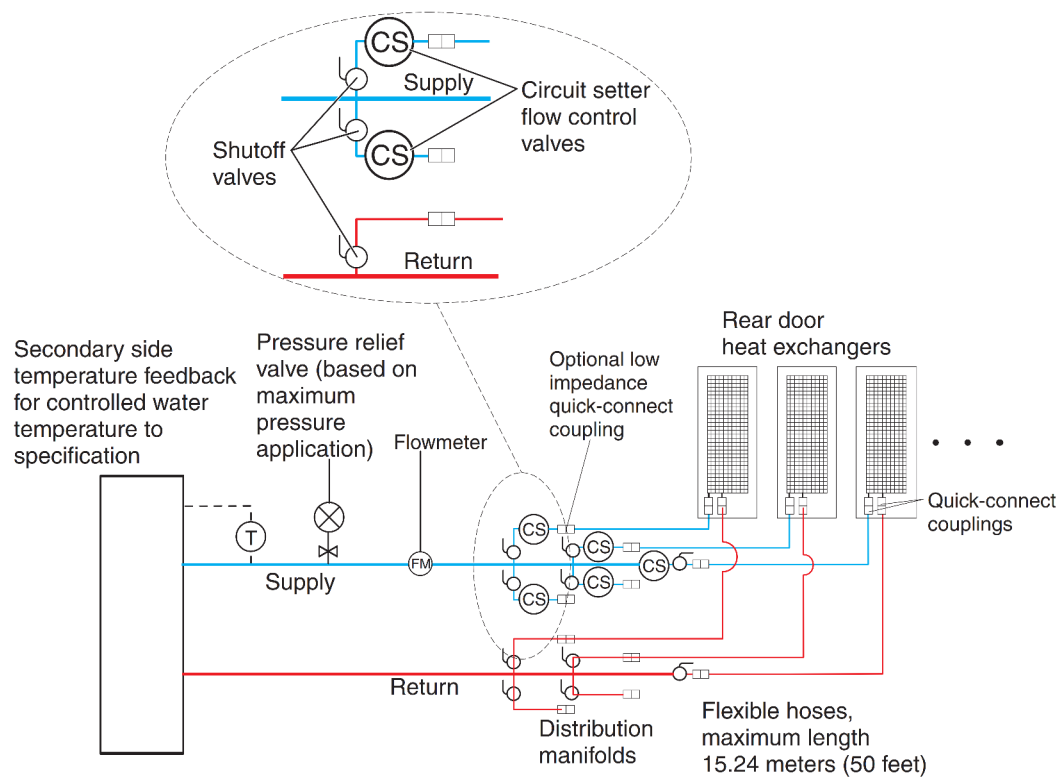 CS
Supply
Circuit setter
flow control
valves
Shutoff
valves
CS
Return
Secondary side
temperature feedback
for controlled water
temperature to
specification
Pressure relief
valve (based on
maximum
pressure
application)
Flowmeter
Optional low
impedance
quick-connect
coupling
Rear door
heat exchangers
• • •
Quick-connect
couplings
T
FM
Supply
CS
CS
CS
CS
CS
Return
Distribution
manifolds
Flexible hoses,
maximum length
15.24 meters (50 feet)